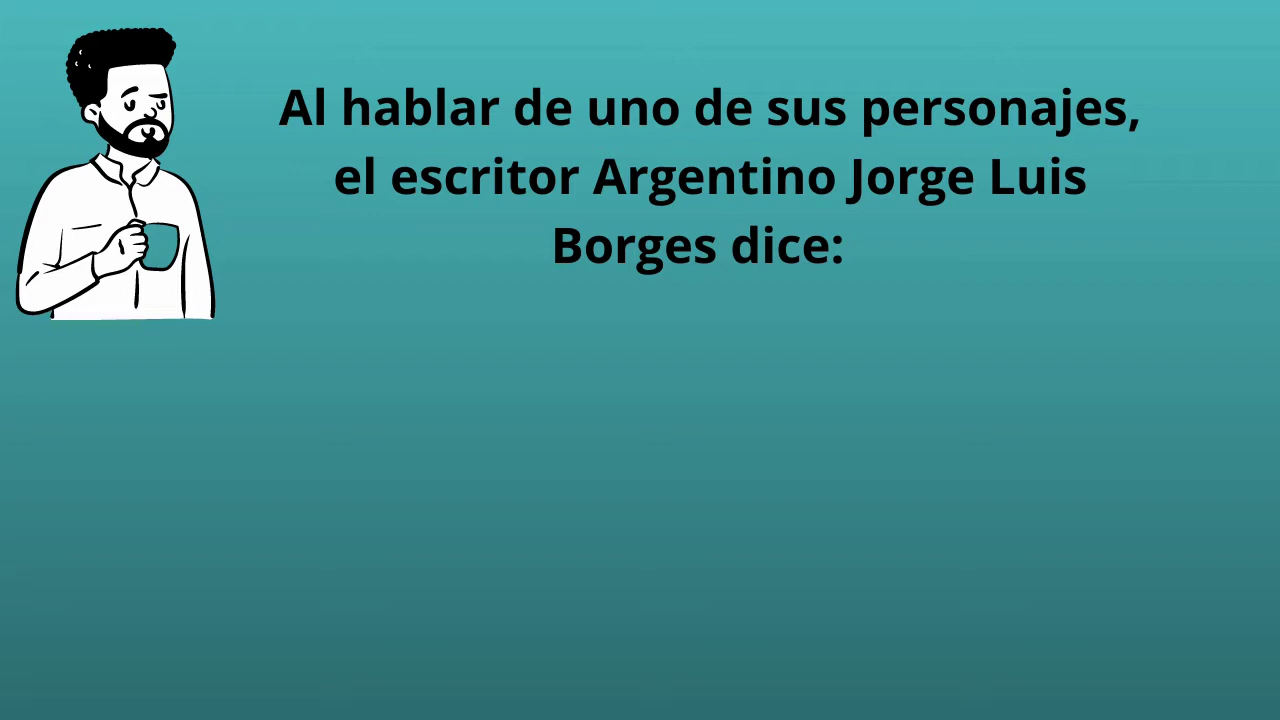 Al hablar de uno de sus personajes,
el escritor Argentino Jorge Luis
Borges dice: